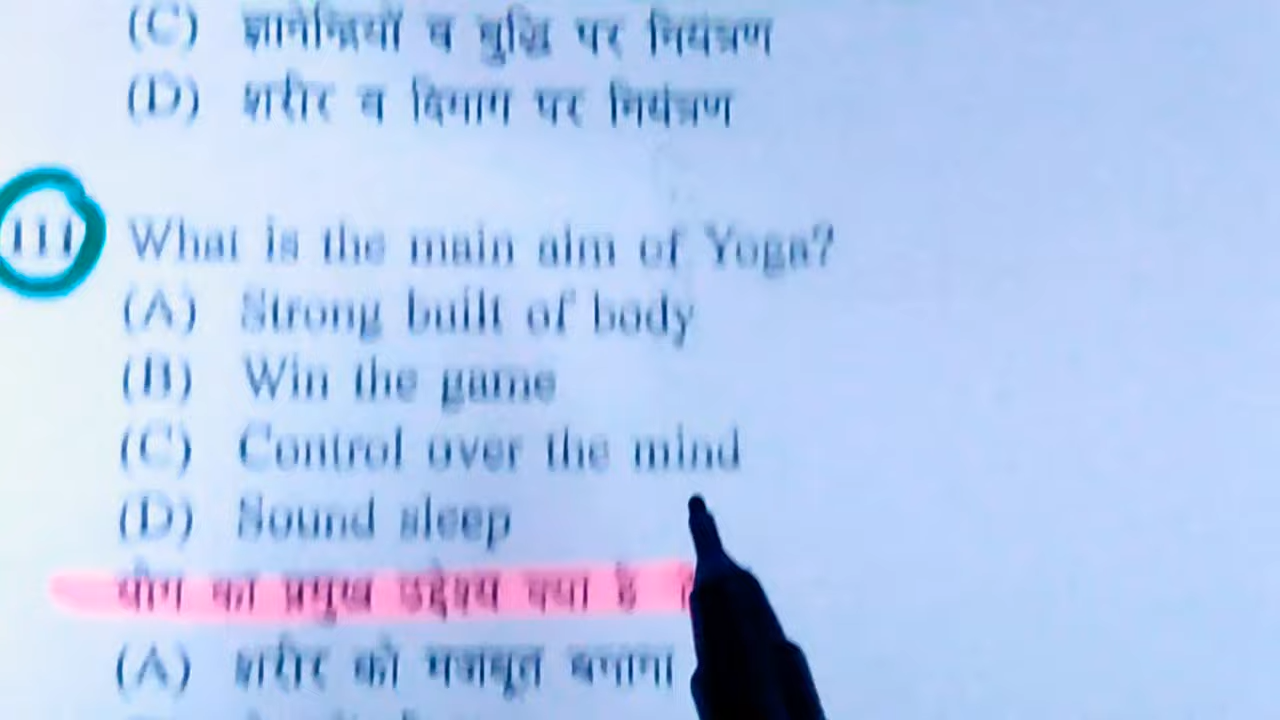 (C) ज्ञानेन्द्रियों व बुद्धि पर नियंत्रण
(D) शरीर व दिमाग पर नियंत्रण
111 What is the main aim of Yoga?
(A) Strong built of body
(B) Win the game
(C) Control over the mind
(D) Sound sleep
योग का प्रमुख उद्देश्य क्या है
(A) शरीर को मजबूत बनाना